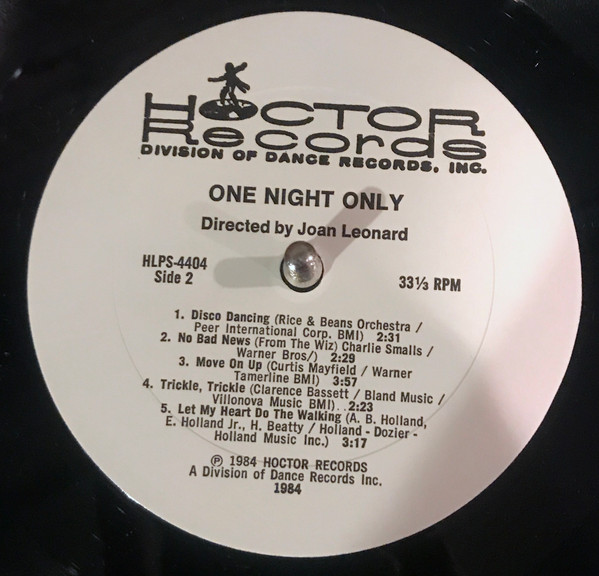 HOCTOR
Records
DIVISION OF DANCE RECORDS, INC.
ONE NIGHT ONLY
Directed by Joan Leonard
HLPS-4404
Side 2
33⅓ RPM
1. Disco Dancing (Rice & Beans Orchestra /
Peer International Corp. BMI) 2:31
2. No Bad News (From The Wiz) Charlie Smalls /
Warner Bros/) 2:29
3. Move On Up (Curtis Mayfield / Warner
Tamerline BMI) 3:57
4. Trickle, Trickle (Clarence Bassett / Bland Music /
Villonova Music BMI). .2:23
5. Let My Heart Do The Walking (A. B. Holland,
E. Holland Jr., H. Beatty / Holland - Dozier -
Holland Music Inc.) 3:17
℗ 1984 HOCTOR RECORDS
A Division of Dance Records Inc.
1984